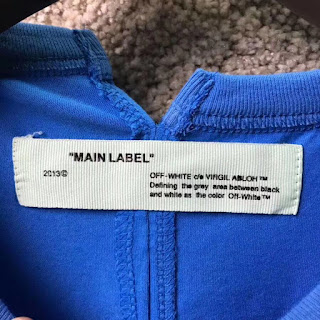 "MAIN LABEL"
2013©
OFF-WHITE c/o VIRGIL ABLOH™
Defining the grey area between black
and white as the color Off-White™